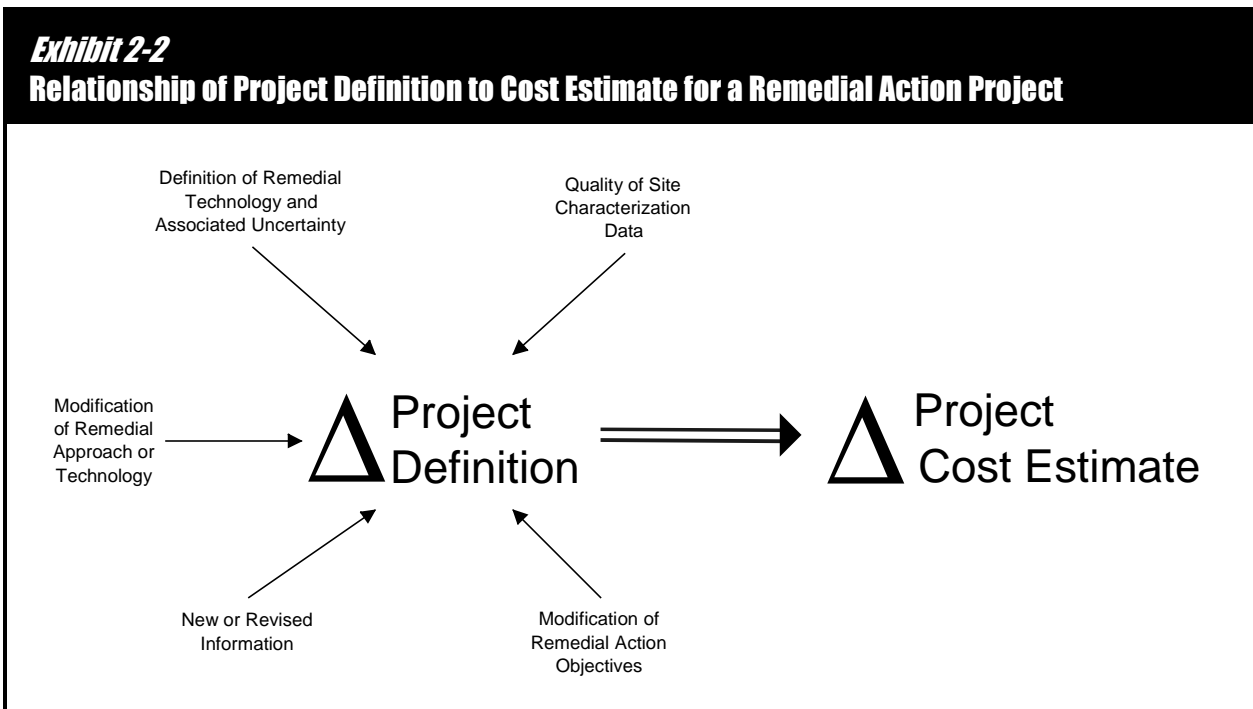 Exhibit 2-2
Relationship of Project Definition to Cost Estimate for a Remedial Action Project
Definition of Remedial
Technology and
Associated Uncertainty
Quality of Site
Characterization
Data
Modification
of Remedial
Approach or
Technology
Δ Project
Definition
Δ Project
Cost Estimate
New or Revised
Information
Modification of
Remedial Action
Objectives